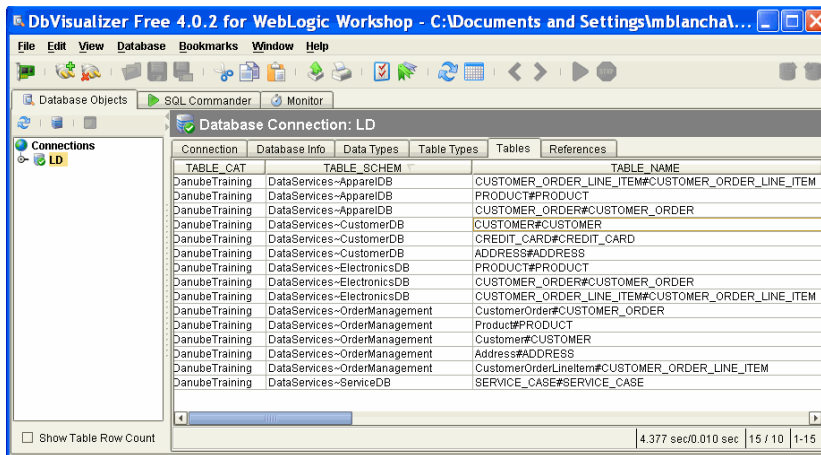 DbVisualizer Free 4.0.2 for WebLogic Workshop - C:\Documents and Settings\mblancha\...
File Edit View Database Bookmarks Window Help
Database Objects SQL Commander Monitor
Database Connection: LD
Connections
LD
Connection Database Info Data Types Table Types Tables References
TABLE_CAT TABLE_SCHEM TABLE_NAME
DanubeTraining DataServices~ApparelDB CUSTOMER_ORDER_LINE_ITEM#CUSTOMER_ORDER_LINE_ITEM
DanubeTraining DataServices~ApparelDB PRODUCT#PRODUCT
DanubeTraining DataServices~ApparelDB CUSTOMER_ORDER#CUSTOMER_ORDER
DanubeTraining DataServices~CustomerDB CUSTOMER#CUSTOMER
DanubeTraining DataServices~CustomerDB CREDIT_CARD#CREDIT_CARD
DanubeTraining DataServices~CustomerDB ADDRESS#ADDRESS
DanubeTraining DataServices~ElectronicsDB PRODUCT#PRODUCT
DanubeTraining DataServices~ElectronicsDB CUSTOMER_ORDER#CUSTOMER_ORDER
DanubeTraining DataServices~ElectronicsDB CUSTOMER_ORDER_LINE_ITEM#CUSTOMER_ORDER_LINE_ITEM
DanubeTraining DataServices~OrderManagement CustomerOrder#CUSTOMER_ORDER
DanubeTraining DataServices~OrderManagement Product#PRODUCT
DanubeTraining DataServices~OrderManagement Customer#CUSTOMER
DanubeTraining DataServices~OrderManagement Address#ADDRESS
DanubeTraining DataServices~OrderManagement CustomerOrderLineItem#CUSTOMER_ORDER_LINE_ITEM
DanubeTraining DataServices~ServiceDB SERVICE_CASE#SERVICE_CASE
Show Table Row Count
4.377 sec/0.010 sec 15 / 10 1-15